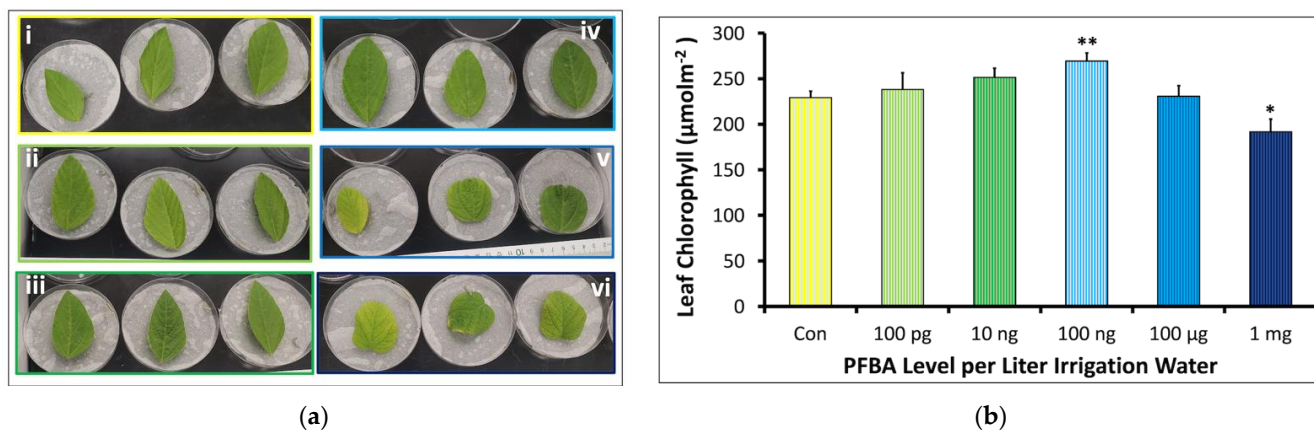 i
iv
ii
v
iii
vi
(a)
300
250
200
150
100
50
0
Leaf Chlorophyll (µmolm⁻²)
**
*
Con 100 pg 10 ng 100 ng 100 µg 1 mg
PFBA Level per Liter Irrigation Water
(b)